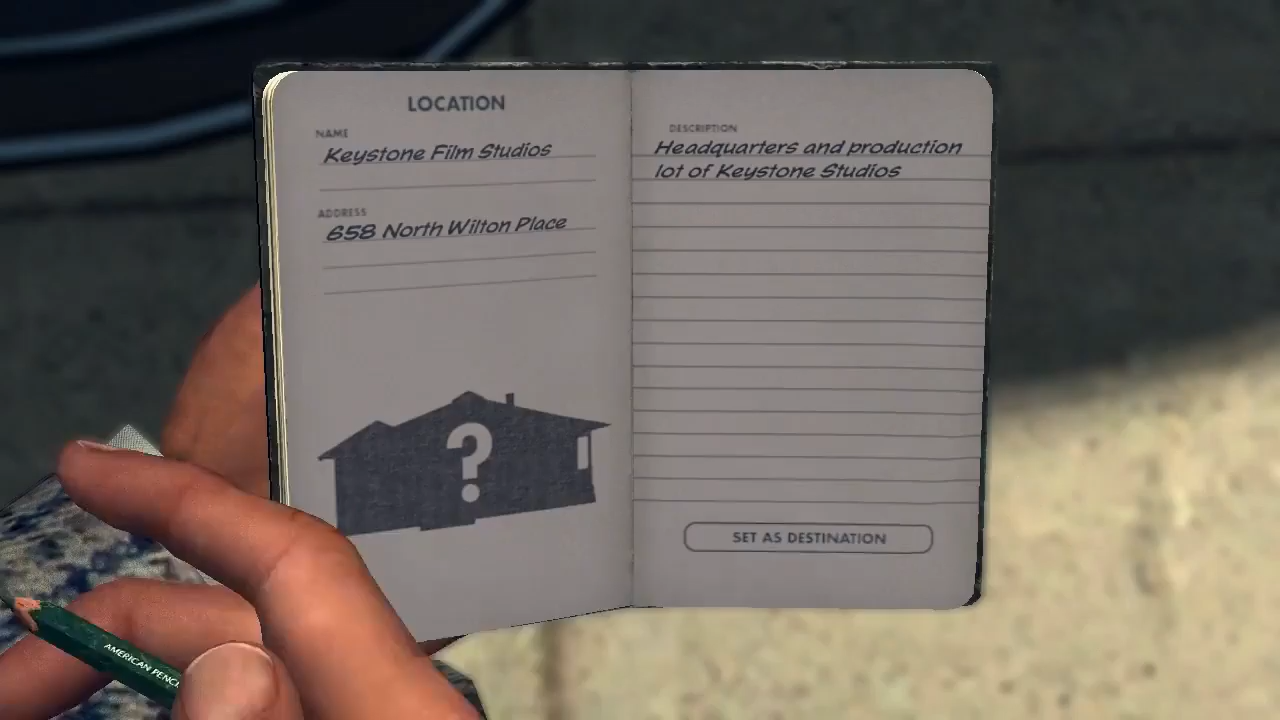 LOCATION
NAME
Keystone Film Studios
ADDRESS
658 North Wilton Place
DESCRIPTION
Headquarters and production
lot of Keystone Studios
?
SET AS DESTINATION
AMERICAN